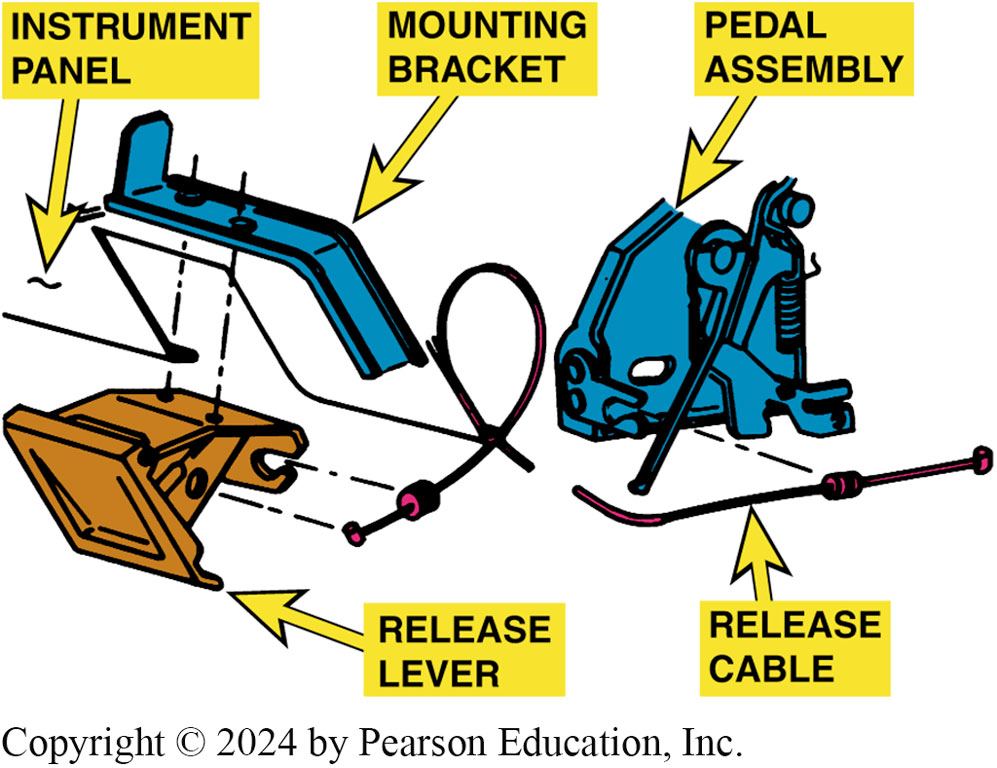 INSTRUMENT
PANEL
MOUNTING
BRACKET
PEDAL
ASSEMBLY
RELEASE
LEVER
RELEASE
CABLE
Copyright © 2024 by Pearson Education, Inc.